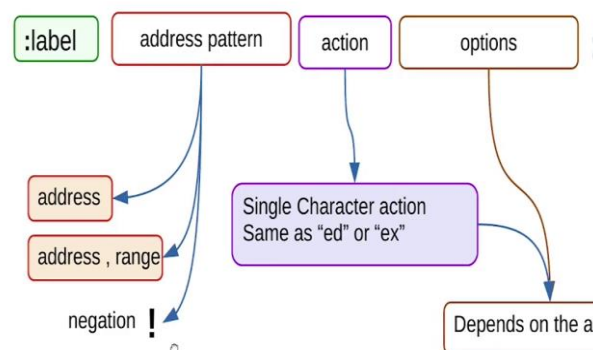 :label
address pattern
action
options
address
address , range
Single Character action
Same as “ed” or “ex”
negation !
Depends on the